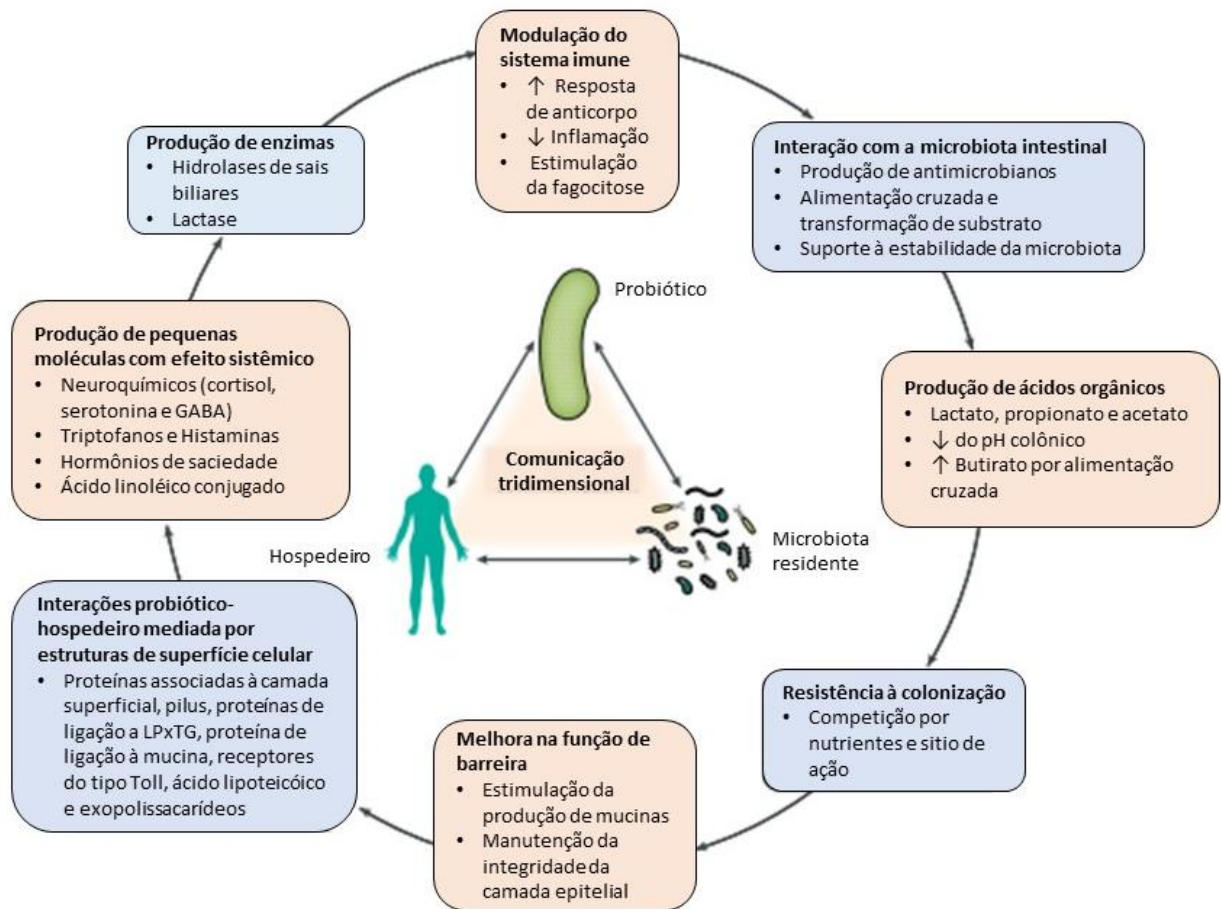 Modulação do
sistema imune
• ↑ Resposta
de anticorpo
• ↓ Inflamação
• Estimulação
da fagocitose
Interação com a microbiota intestinal
• Produção de antimicrobianos
• Alimentação cruzada e
transformação de substrato
• Suporte à estabilidade da microbiota
Produção de ácidos orgânicos
• Lactato, propionato e acetato
• ↓ do pH colônico
• ↑ Butirato por alimentação
cruzada
Resistência à colonização
• Competição por
nutrientes e sitio de
ação
Melhora na função de
barreira
• Estimulação da
produção de mucinas
• Manutenção da
integridade da
camada epitelial
Interações probiótico-
hospedeiro mediada por
estruturas de superfície celular
• Proteínas associadas à camada
superficial, pilus, proteínas de
ligação a LPxTG, proteína de
ligação à mucina, receptores
do tipo Toll, ácido lipoteicóico
e exopolissacarídeos
Produção de pequenas
moléculas com efeito sistêmico
• Neuroquímicos (cortisol,
serotonina e GABA)
• Triptofanos e Histaminas
• Hormônios de saciedade
• Ácido linoléico conjugado
Produção de enzimas
• Hidrolases de sais
biliares
• Lactase
Probiótico
Comunicação
tridimensional
Hospedeiro
Microbiota
residente